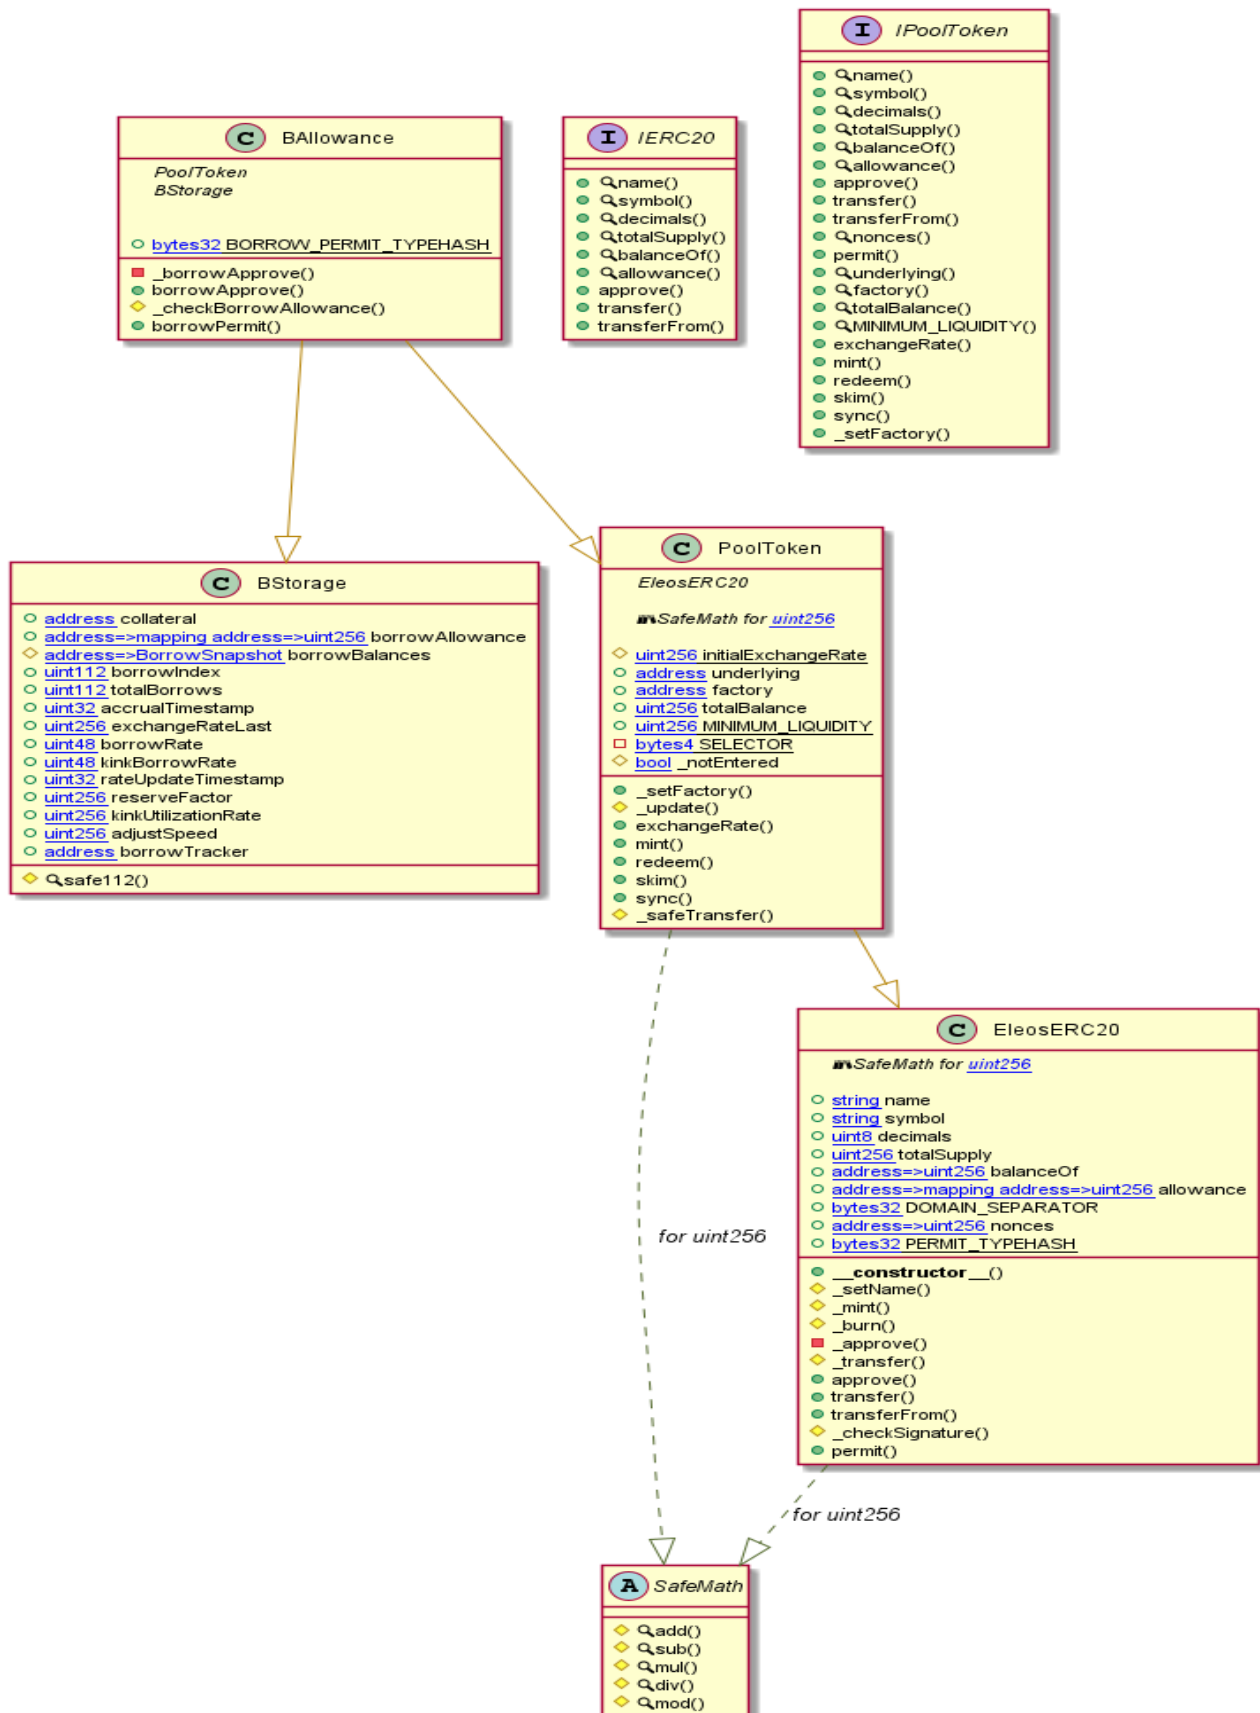 I IPoolToken
name()
symbol()
decimals()
totalSupply()
balanceOf()
allowance()
approve()
transfer()
transferFrom()
nonces()
permit()
underlying()
factory()
totalBalance()
MINIMUM_LIQUIDITY()
exchangeRate()
mint()
redeem()
skim()
sync()
_setFactory()
C BAllowance
PoolToken
BStorage
bytes32 BORROW_PERMIT_TYPEHASH
_borrowApprove()
borrowApprove()
_checkBorrowAllowance()
borrowPermit()
I IERC20
name()
symbol()
decimals()
totalSupply()
balanceOf()
allowance()
approve()
transfer()
transferFrom()
C BStorage
address collateral
address=>mapping address=>uint256 borrowAllowance
address=>BorrowSnapshot borrowBalances
uint112 borrowIndex
uint112 totalBorrows
uint32 accrualTimestamp
uint256 exchangeRateLast
uint48 borrowRate
uint48 kinkBorrowRate
uint32 rateUpdateTimestamp
uint256 reserveFactor
uint256 kinkUtilizationRate
uint256 adjustSpeed
address borrowTracker
safe112()
C PoolToken
EleosERC20
SafeMath for uint256
uint256 initialExchangeRate
address underlying
address factory
uint256 totalBalance
uint256 MINIMUM_LIQUIDITY
bytes4 SELECTOR
bool _notEntered
_setFactory()
_update()
exchangeRate()
mint()
redeem()
skim()
sync()
_safeTransfer()
C EleosERC20
SafeMath for uint256
string name
string symbol
uint8 decimals
uint256 totalSupply
address=>uint256 balanceOf
address=>mapping address=>uint256 allowance
bytes32 DOMAIN_SEPARATOR
address=>uint256 nonces
bytes32 PERMIT_TYPEHASH
__constructor__()
_setName()
_mint()
_burn()
_approve()
_transfer()
approve()
transfer()
transferFrom()
_checkSignature()
permit()
for uint256
for uint256
A SafeMath
add()
sub()
mul()
div()
mod()